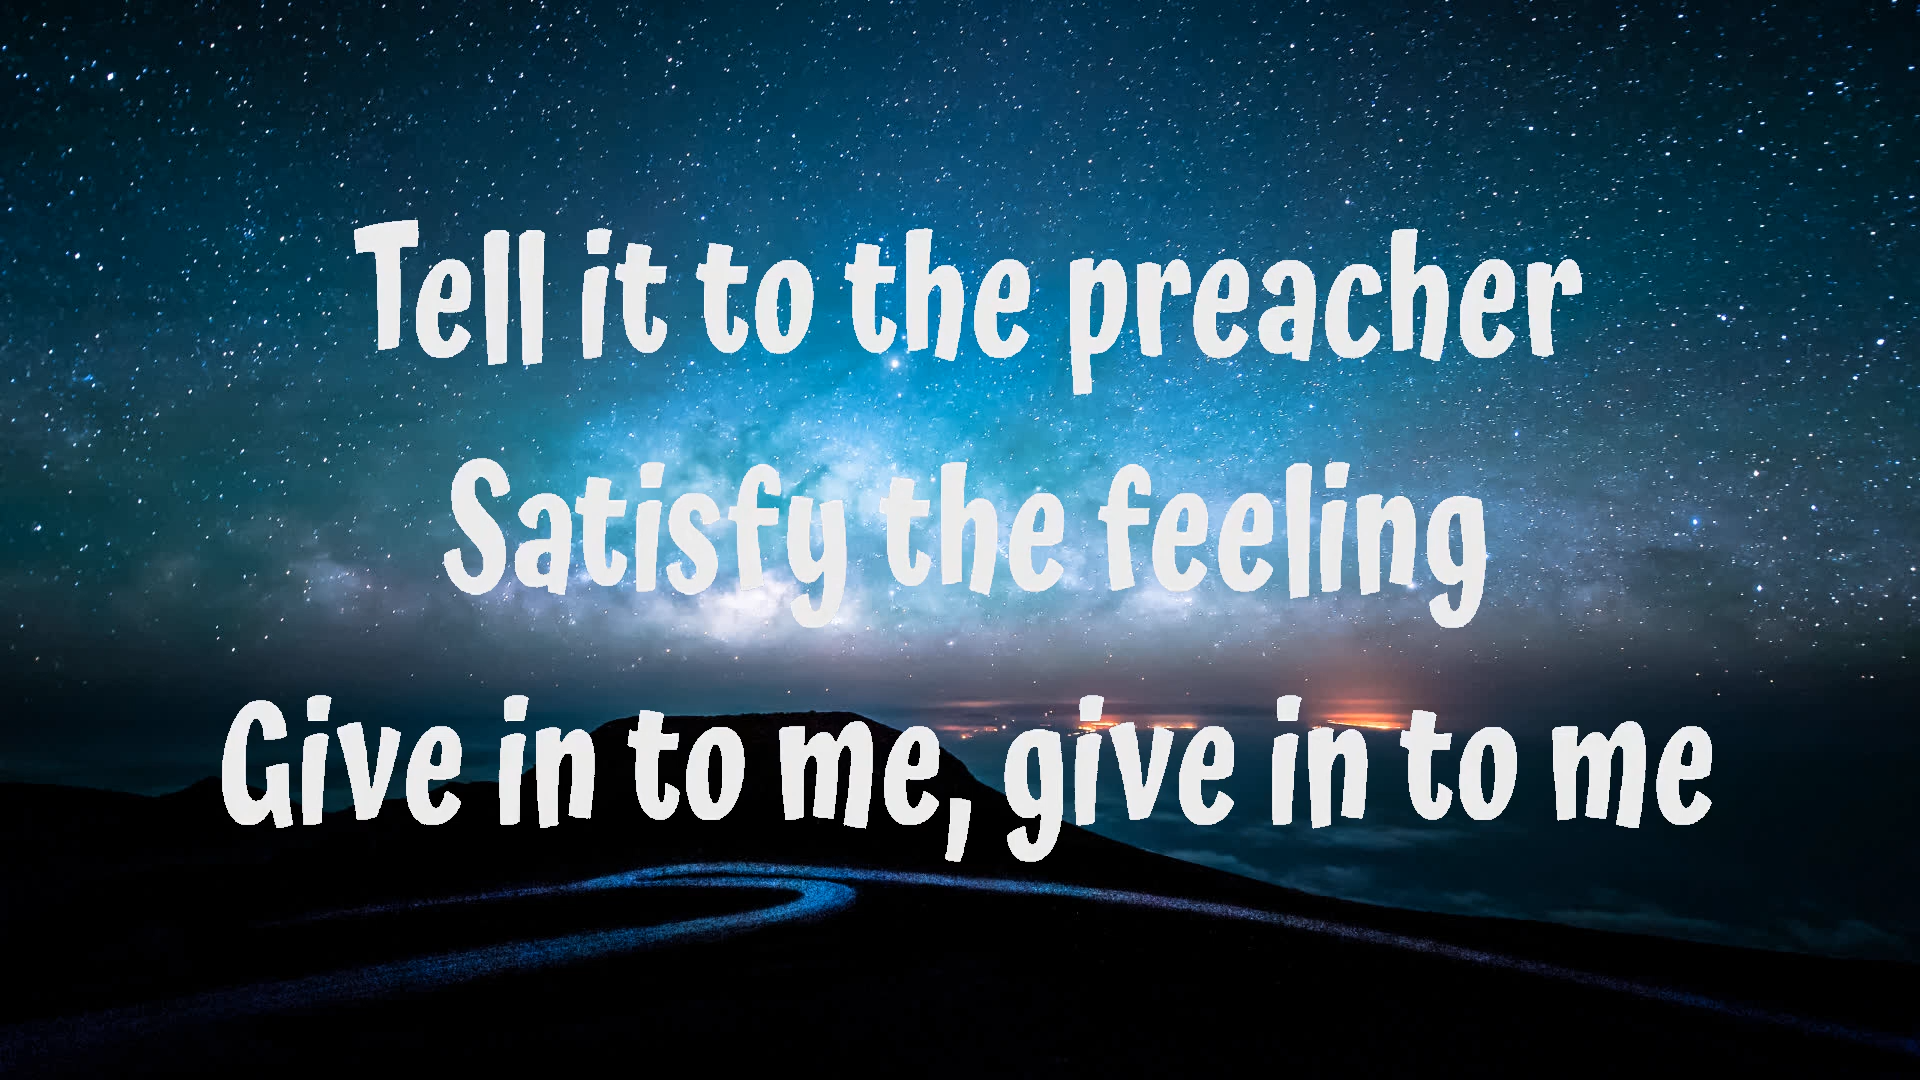 Tell it to the preacher
Satisfy the feeling
Give in to me, give in to me